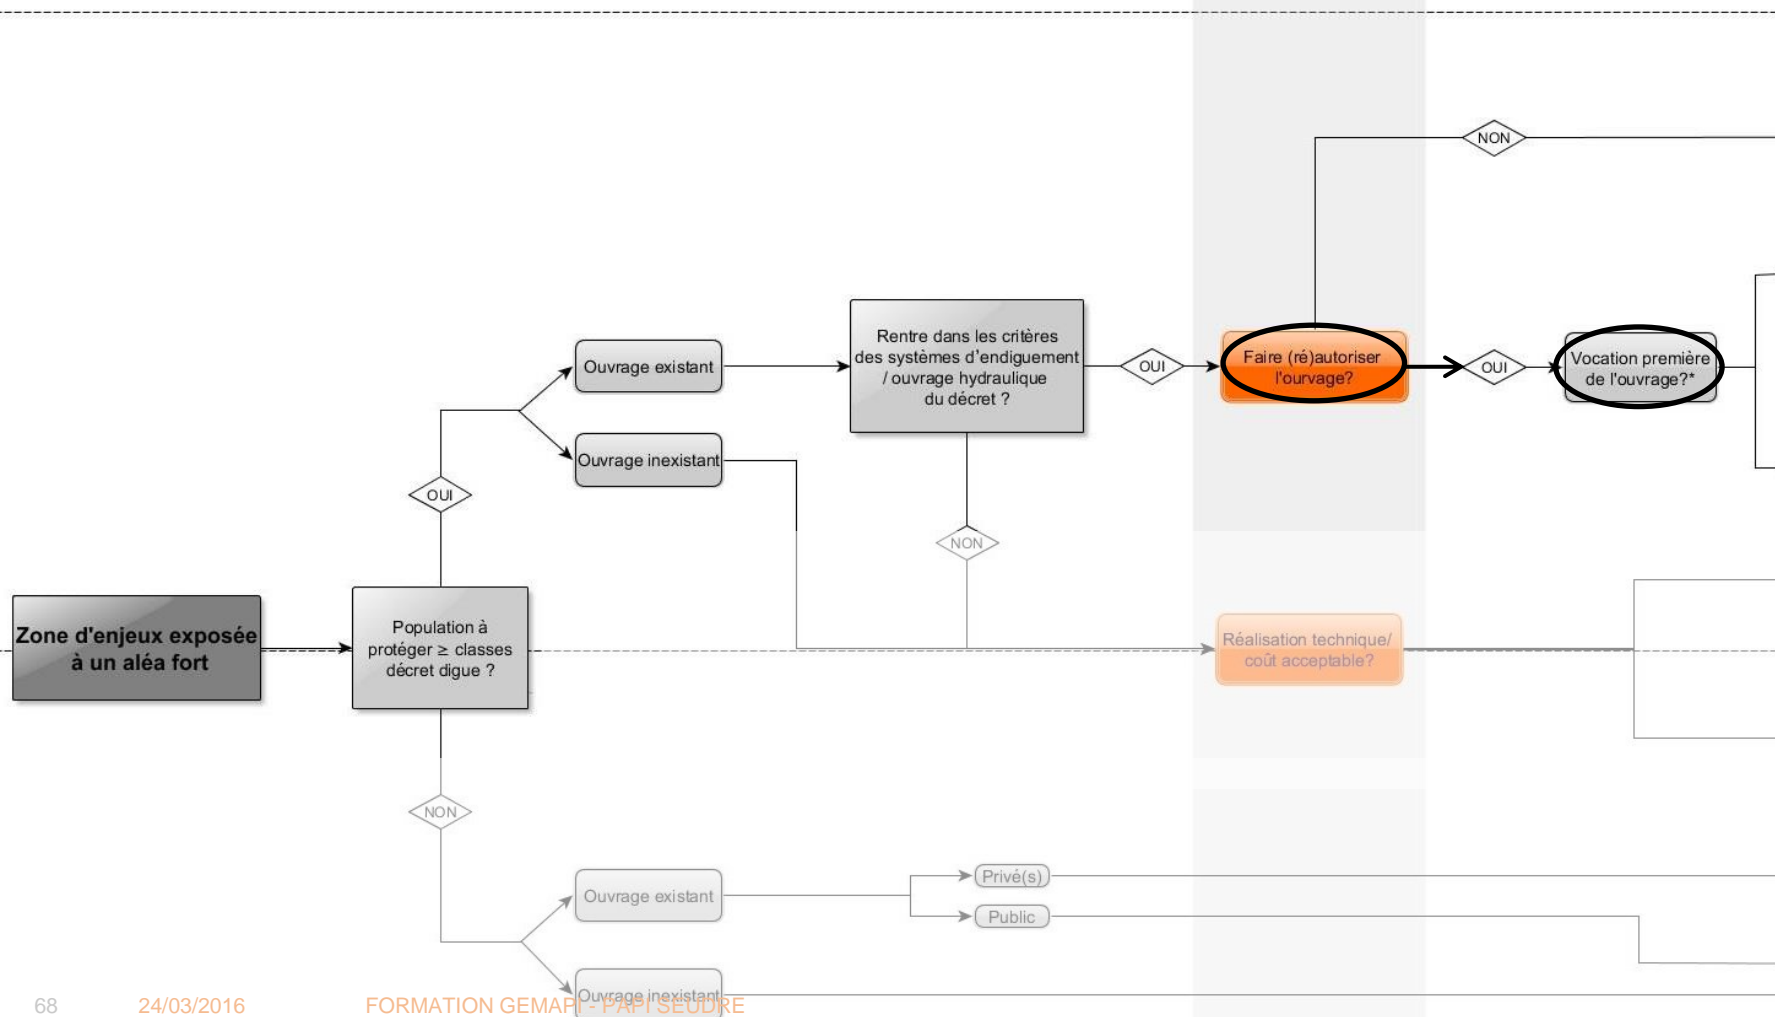 NON
Rentre dans les critères
des systèmes d'endiguement
/ ouvrage hydraulique
du décret ?
Ouvrage existant
OUI
Faire (ré)autoriser
l'ourvage?
OUI
Vocation première
de l'ouvrage?*
Ouvrage inexistant
OUI
NON
Zone d'enjeux exposée
à un aléa fort
Population à
protéger ≥ classes
décret digue ?
Réalisation technique/
coût acceptable?
NON
Ouvrage existant
Privé(s)
Public
Ouvrage inexistant
68
24/03/2016
FORMATION GEMAPI - PAPI SEUDRE